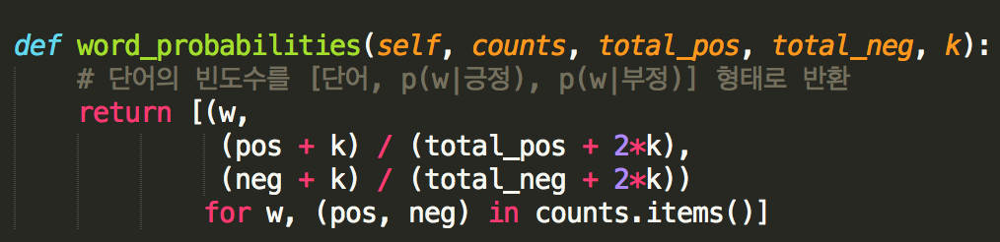 def word_probabilities(self, counts, total_pos, total_neg, k):
# 단어의 빈도수를 [단어, p(w|긍정), p(w|부정)] 형태로 반환
return [(w,
(pos + k) / (total_pos + 2*k),
(neg + k) / (total_neg + 2*k))
for w, (pos, neg) in counts.items()]